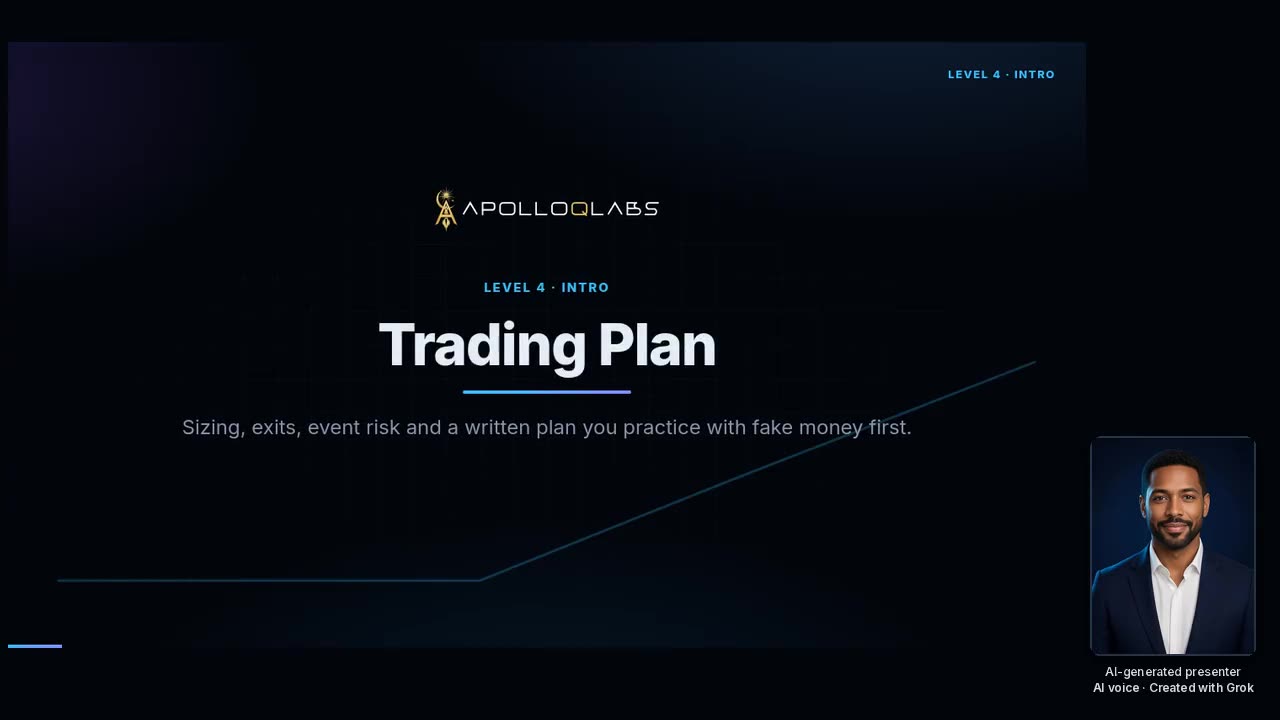 LEVEL 4 · INTRO
APOLLOQLABS
LEVEL 4 · INTRO
Trading Plan
Sizing, exits, event risk and a written plan you practice with fake money first.
AI-generated presenter
AI voice · Created with Grok